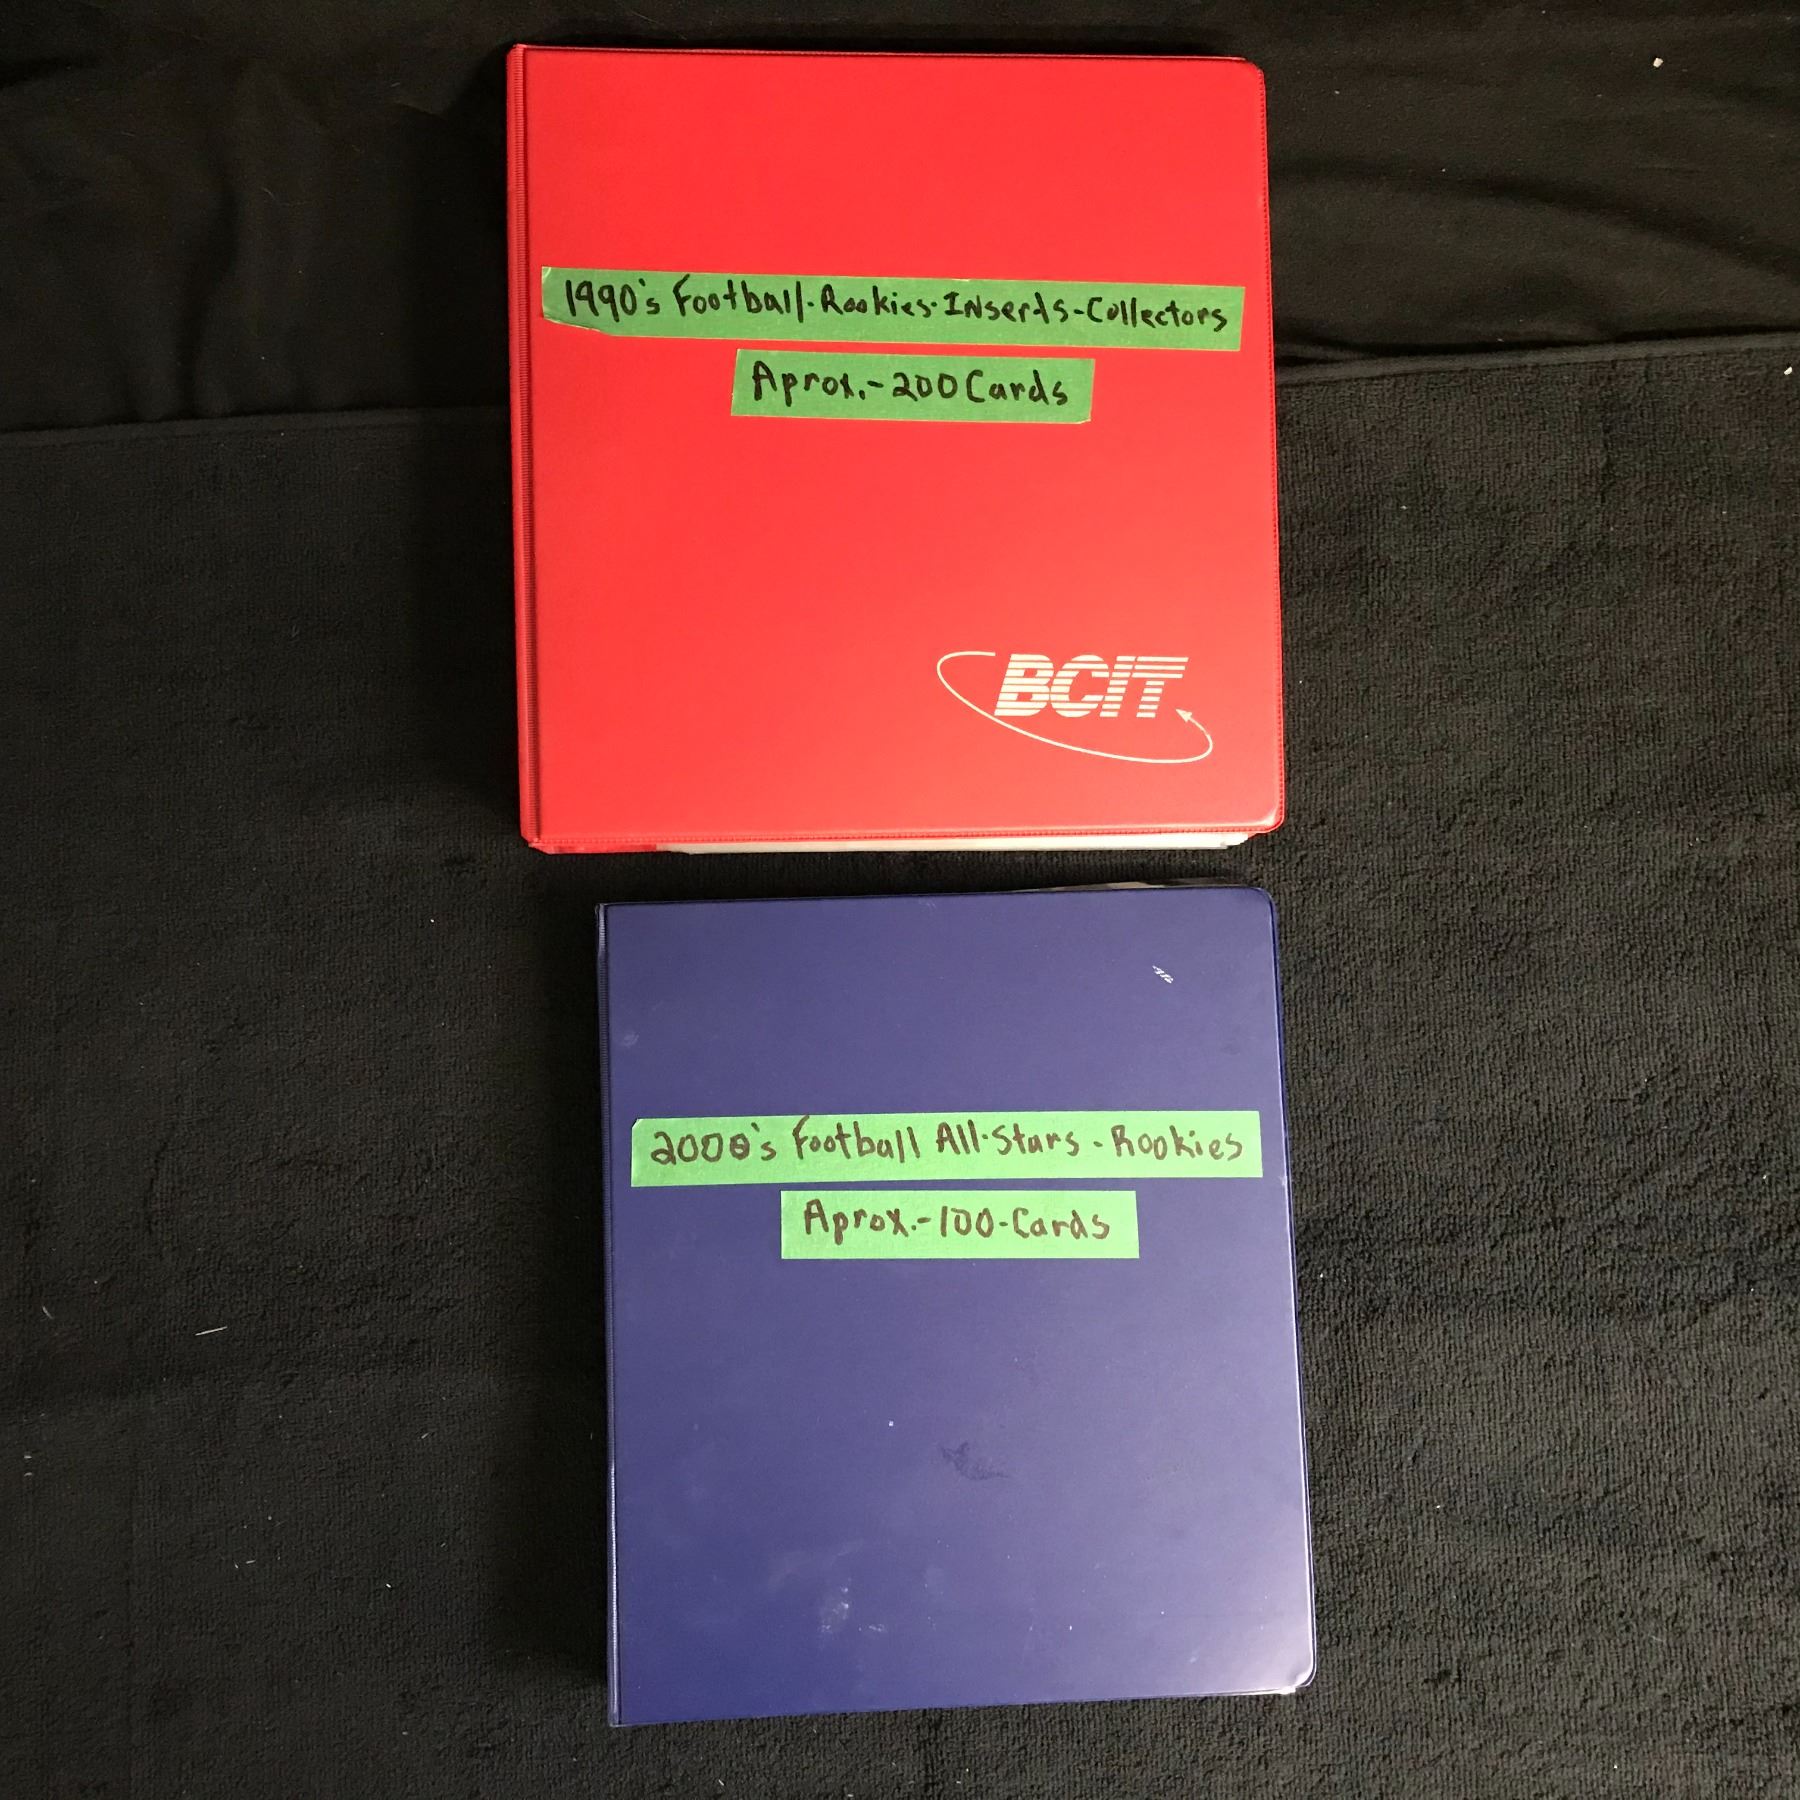 1990's Football-Rookies-Inserts-Collectors
Aprox.-200 Cards
BCIT
2000's Football All-Stars-Rookies
Aprox.-100-Cards